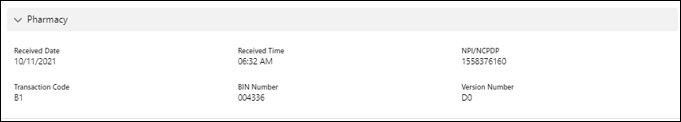 Pharmacy
Received Date Received Time NPI/NCPDP
10/11/2021 06:32 AM 1558376160
Transaction Code BIN Number Version Number
B1 004336 D0